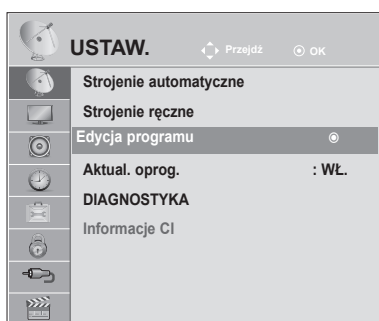 USTAW. Przejdź OK
Strojenie automatyczne
Strojenie ręczne
Edycja programu
Aktual. oprog. : WŁ.
DIAGNOSTYKA
Informacje CI